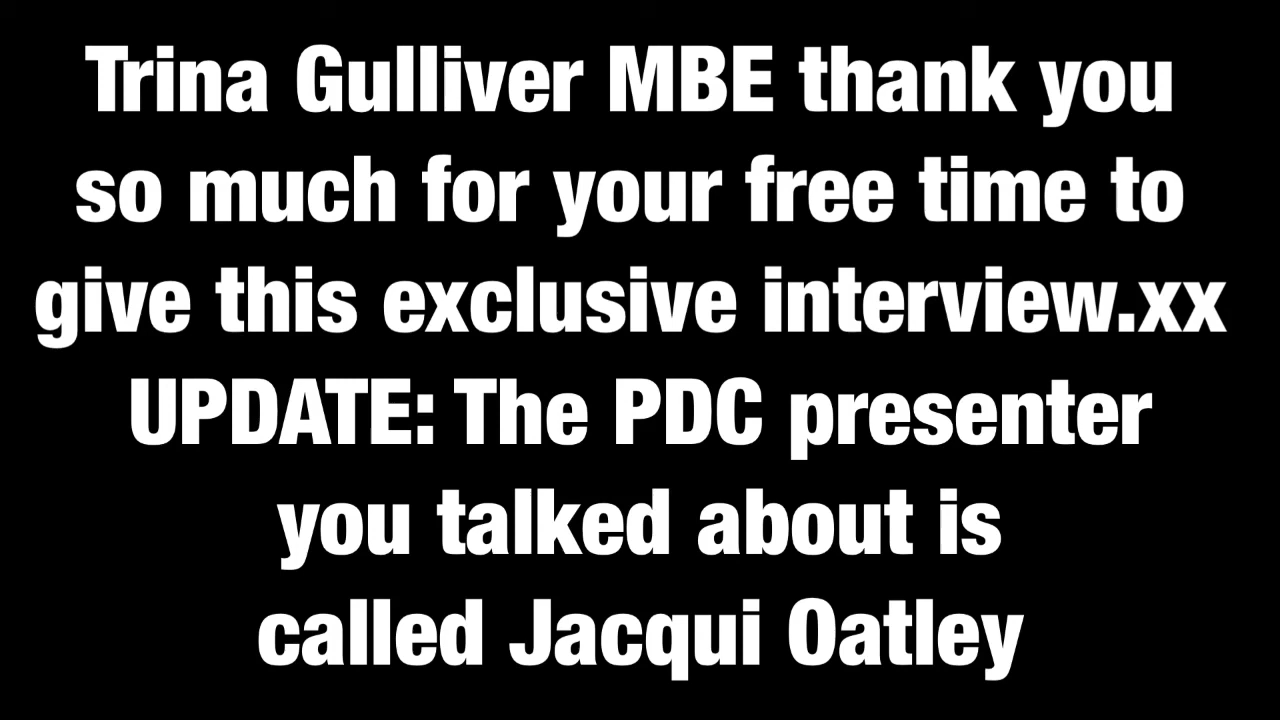 Trina Gulliver MBE thank you
so much for your free time to
give this exclusive interview.xx
UPDATE: The PDC presenter
you talked about is
called Jacqui Oatley